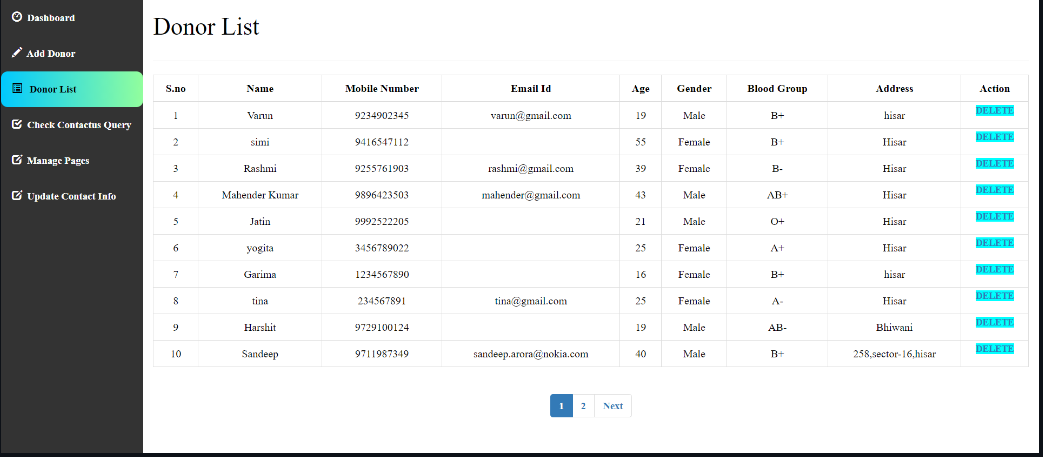 Dashboard
Add Donor
Donor List
Check Contactus Query
Manage Pages
Update Contact Info
Donor List
S.no Name Mobile Number Email Id Age Gender Blood Group Address Action
1 Varun 9234902345 varun@gmail.com 19 Male B+ hisar DELETE
2 simi 9416547112 55 Female B+ Hisar DELETE
3 Rashmi 9255761903 rashmi@gmail.com 39 Female B- Hisar DELETE
4 Mahender Kumar 9896423503 mahender@gmail.com 43 Male AB+ Hisar DELETE
5 Jatin 9992522205 21 Male O+ Hisar DELETE
6 yogita 3456789022 25 Female A+ Hisar DELETE
7 Garima 1234567890 16 Female B+ hisar DELETE
8 tina 234567891 tina@gmail.com 25 Female A- Hisar DELETE
9 Harshit 9729100124 19 Male AB- Bhiwani DELETE
10 Sandeep 9711987349 sandeep.arora@nokia.com 40 Male B+ 258,sector-16,hisar DELETE
1 2 Next